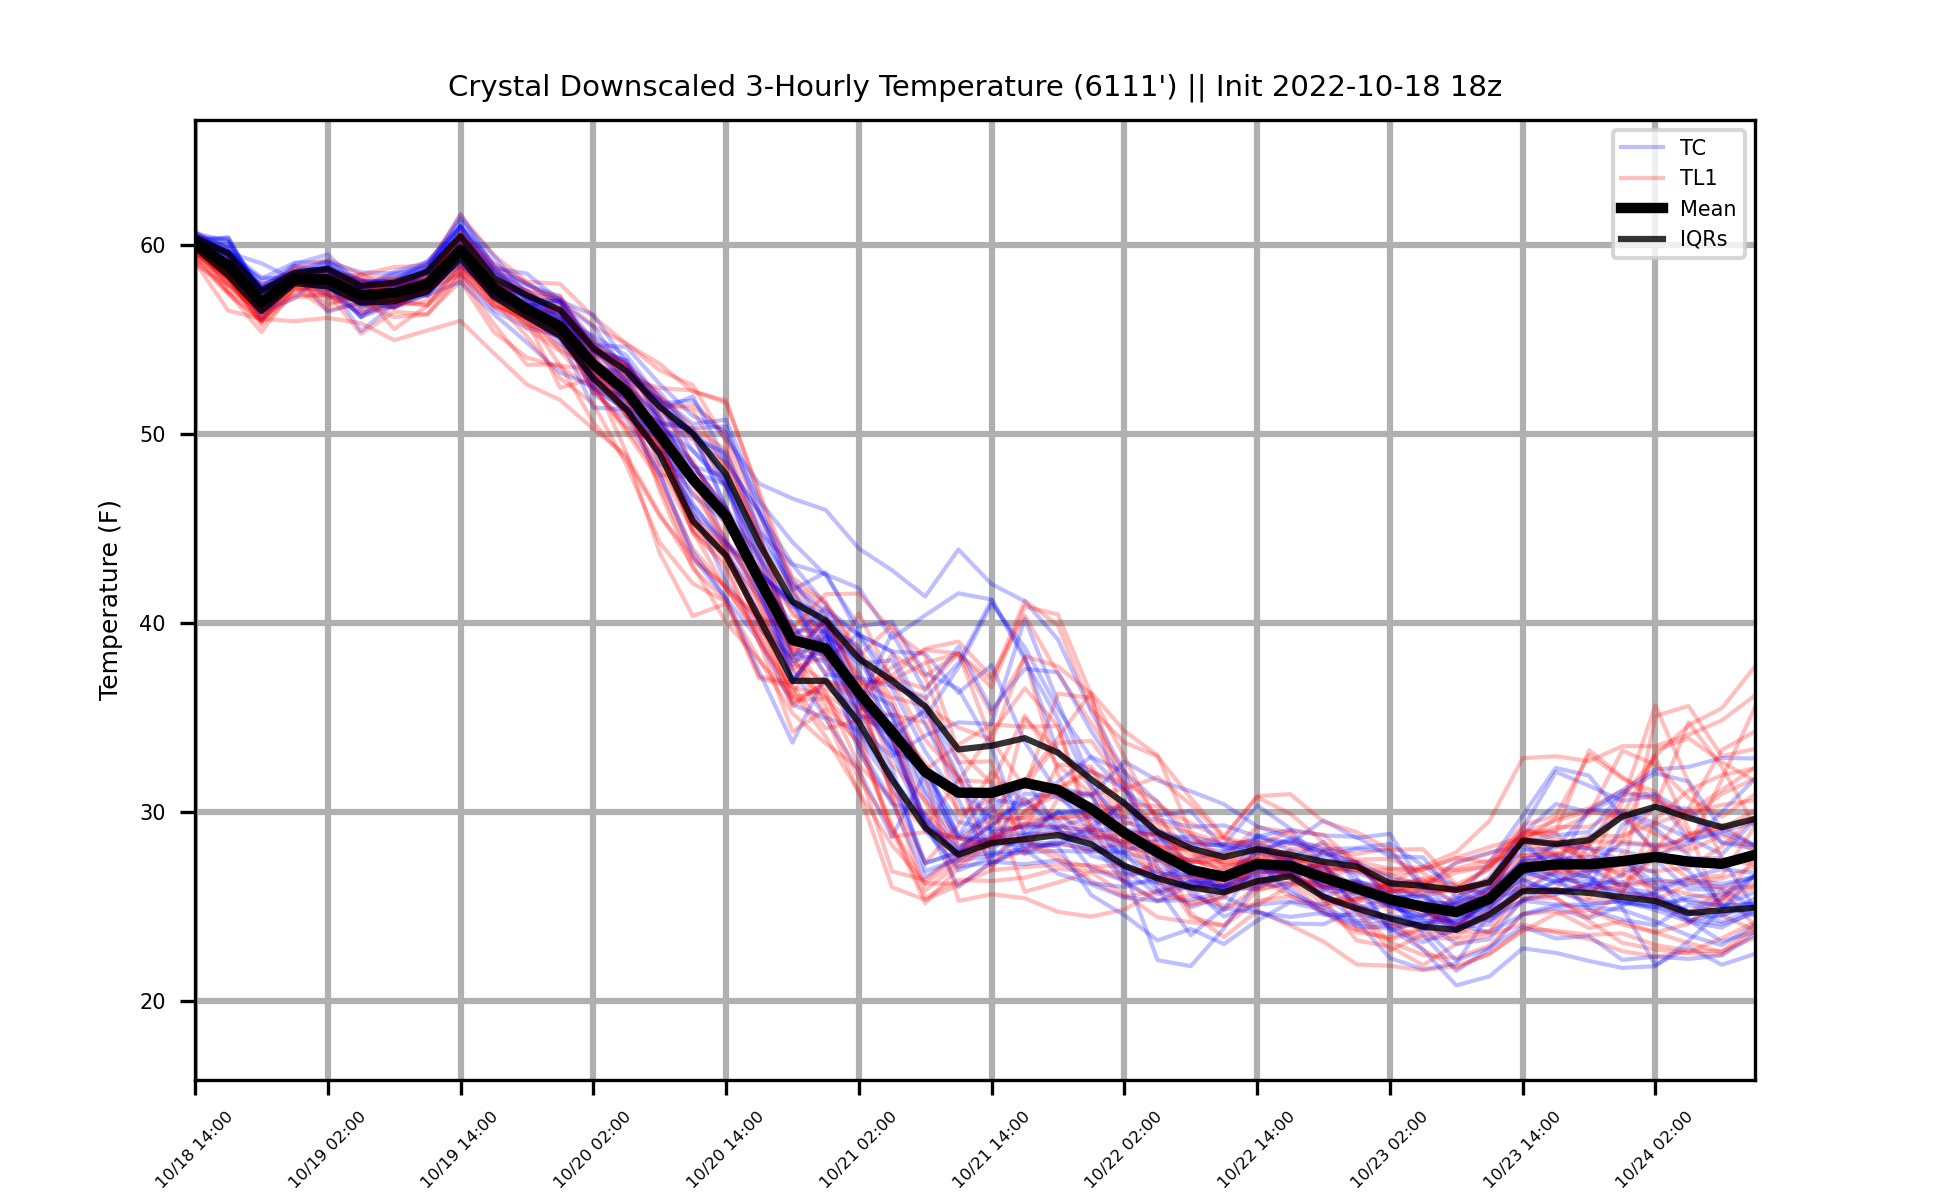 Crystal Downscaled 3-Hourly Temperature (6111') || Init 2022-10-18 18z
TC
TL1
Mean
IQRs
Temperature (F)
60
50
40
30
20
10/18 14:00
10/19 02:00
10/19 14:00
10/20 02:00
10/20 14:00
10/21 02:00
10/21 14:00
10/22 02:00
10/22 14:00
10/23 02:00
10/23 14:00
10/24 02:00